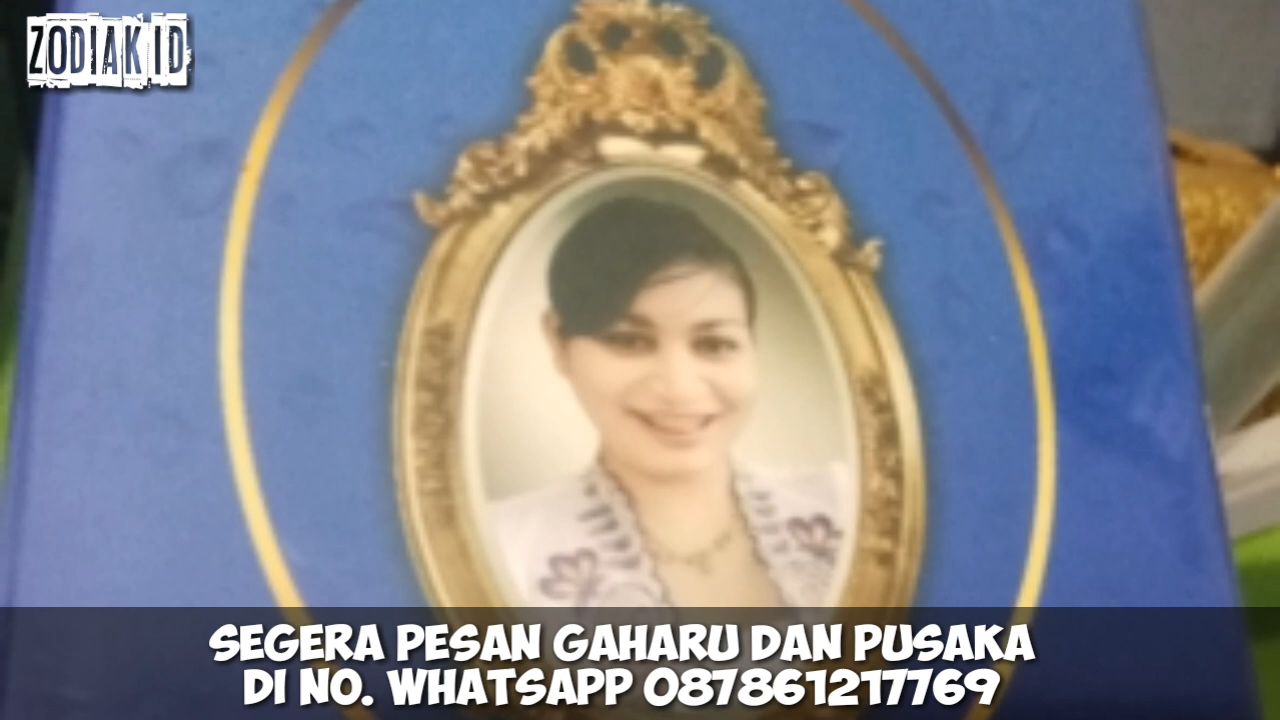 ZODIAK ID
SEGERA PESAN GAHARU DAN PUSAKA
DI NO. WHATSAPP 087861217769